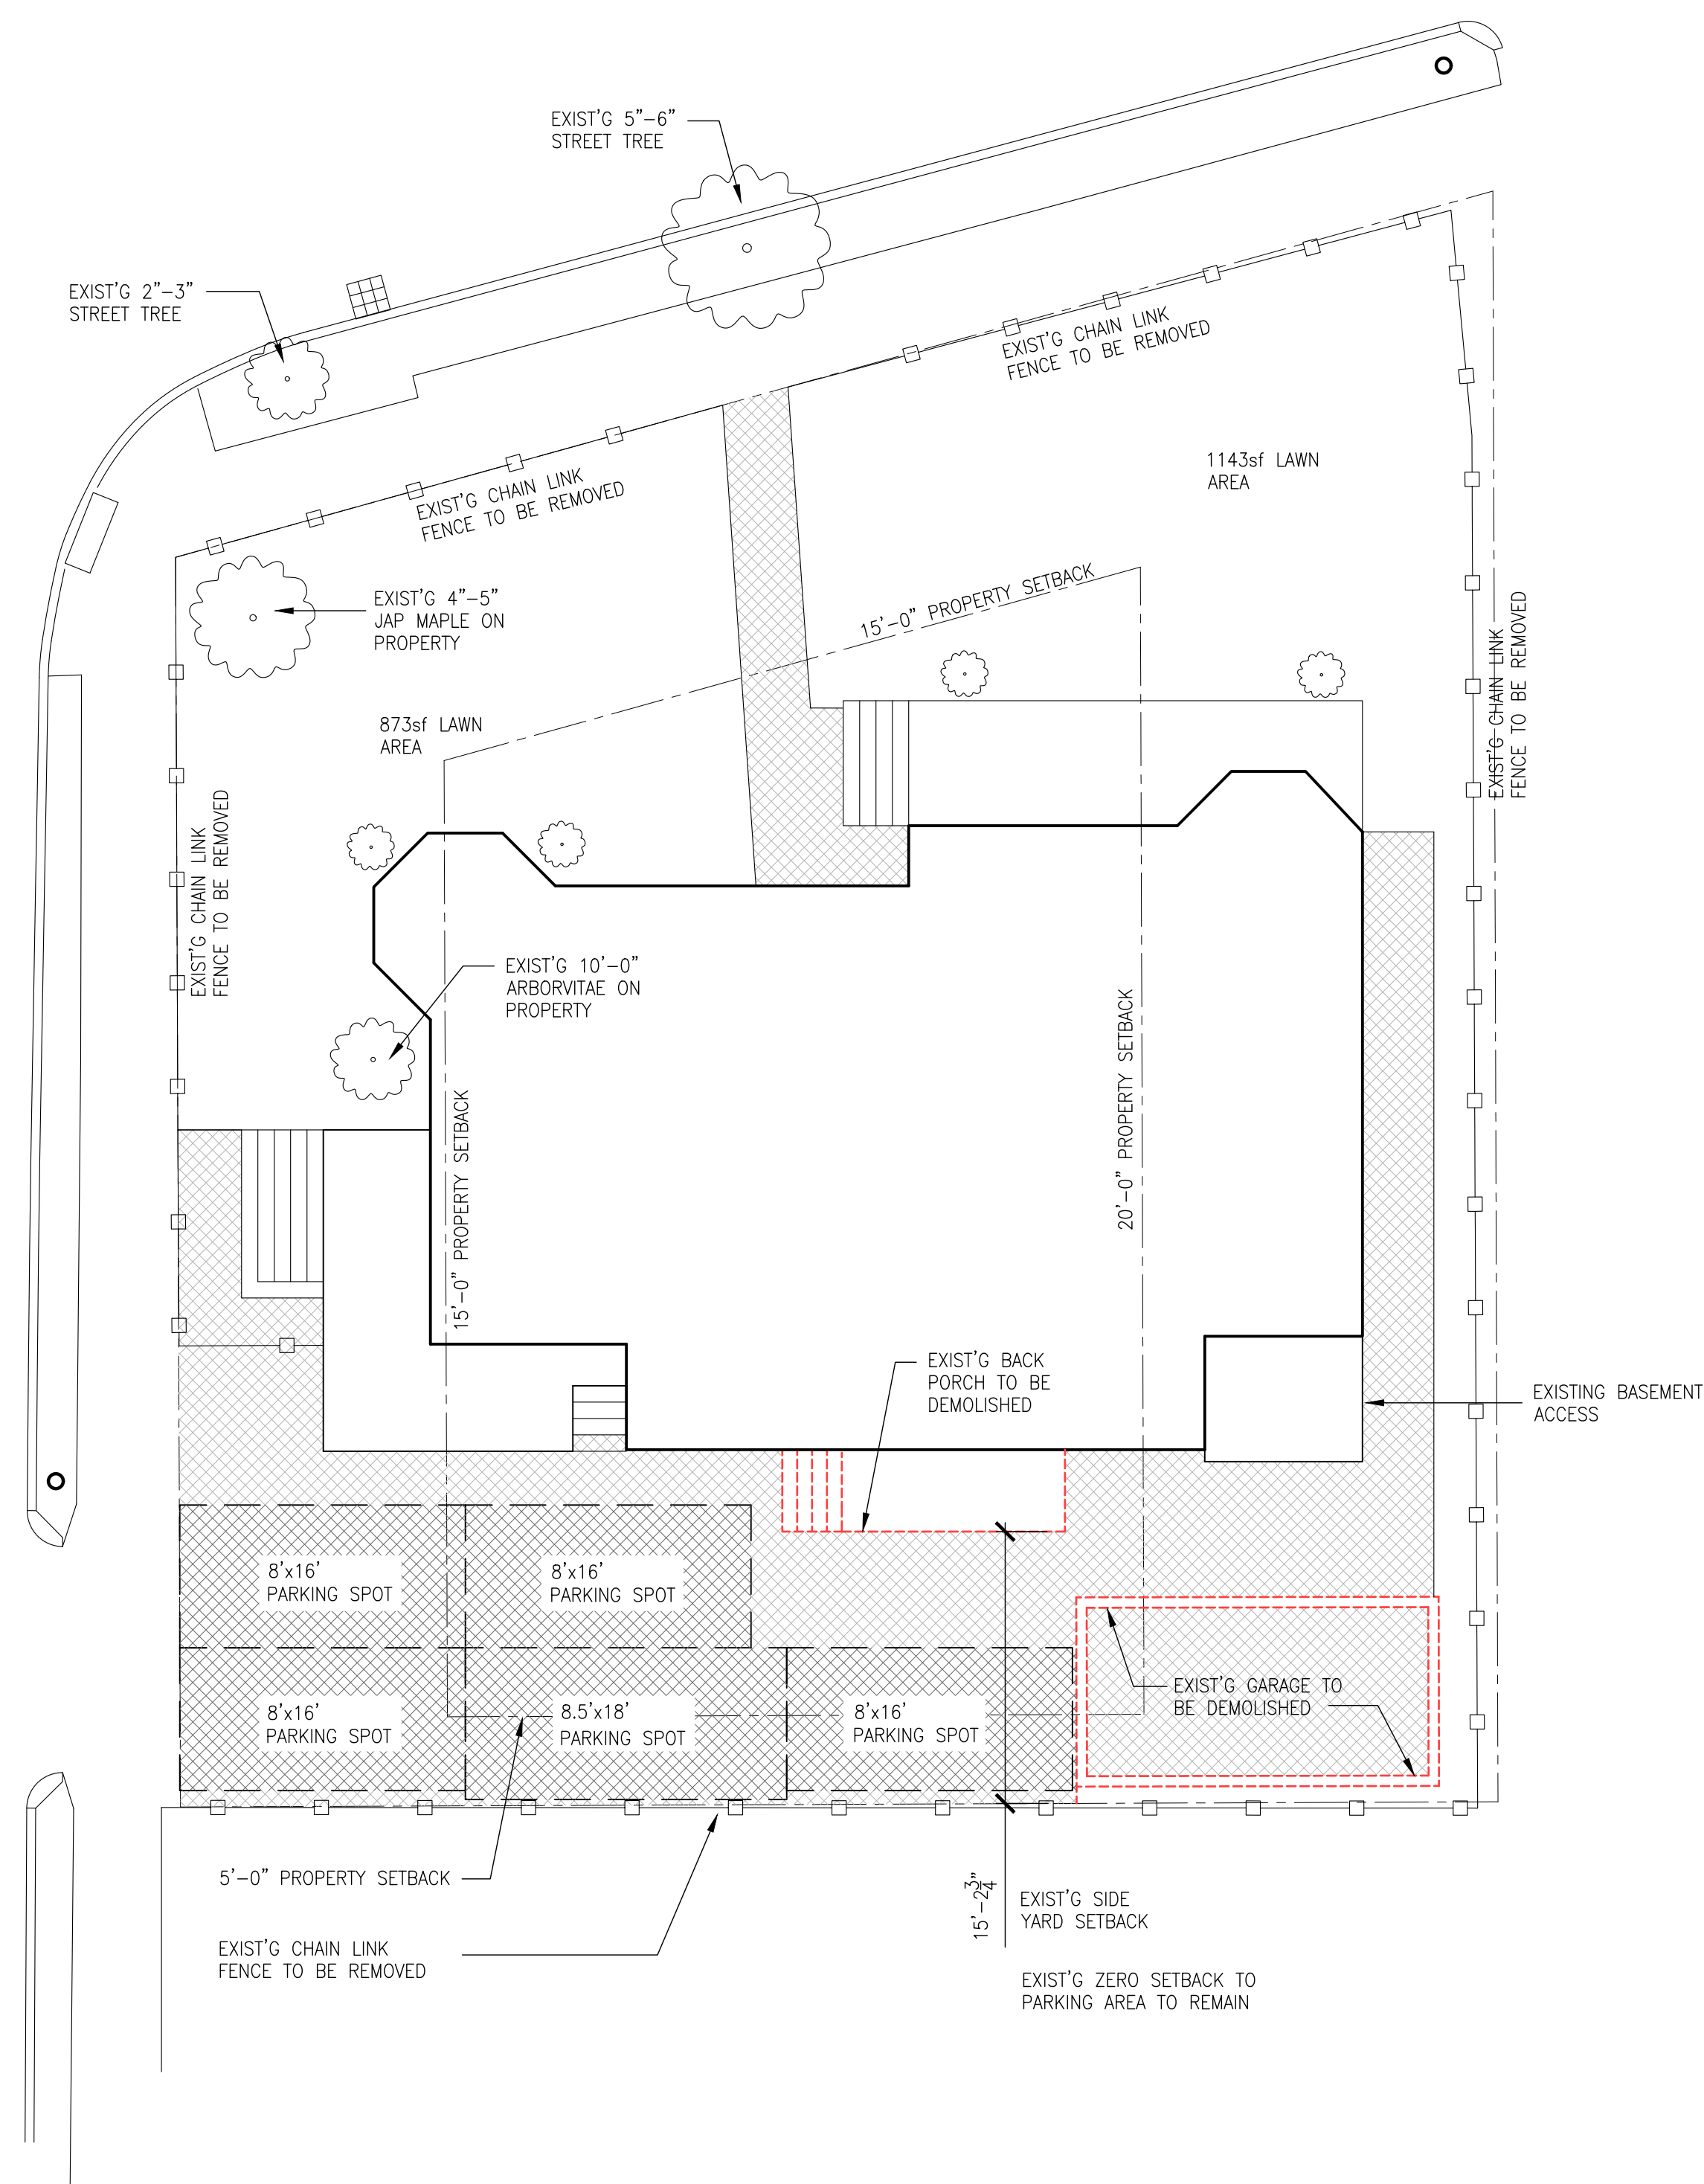 EXIST'G 5"-6"
STREET TREE
EXIST'G 2"-3"
STREET TREE
EXIST'G CHAIN LINK
FENCE TO BE REMOVED
EXIST'G CHAIN LINK
FENCE TO BE REMOVED
1143sf LAWN
AREA
EXIST'G 4"-5"
JAP MAPLE ON
PROPERTY
15'-0" PROPERTY SETBACK
EXIST'G CHAIN LINK
FENCE TO BE REMOVED
873sf LAWN
AREA
EXIST'G CHAIN LINK
FENCE TO BE REMOVED
EXIST'G 10'-0"
ARBORVITAE ON
PROPERTY
15'-0" PROPERTY SETBACK
20'-0" PROPERTY SETBACK
EXIST'G BACK
PORCH TO BE
DEMOLISHED
EXISTING BASEMENT
ACCESS
8'x16'
PARKING SPOT
8'x16'
PARKING SPOT
8'x16'
PARKING SPOT
8.5'x18'
PARKING SPOT
8'x16'
PARKING SPOT
EXIST'G GARAGE TO
BE DEMOLISHED
5'-0" PROPERTY SETBACK
15'-2 3/4"
EXIST'G SIDE
YARD SETBACK
EXIST'G CHAIN LINK
FENCE TO BE REMOVED
EXIST'G ZERO SETBACK TO
PARKING AREA TO REMAIN